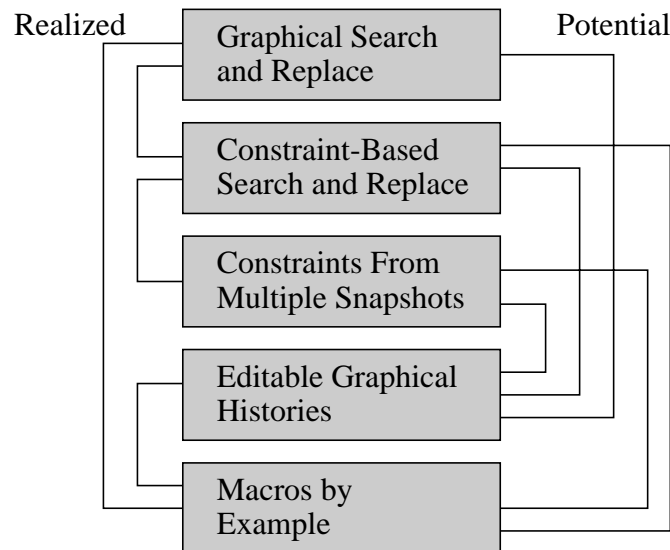 Realized
Potential
Graphical Search
and Replace
Constraint-Based
Search and Replace
Constraints From
Multiple Snapshots
Editable Graphical
Histories
Macros by
Example